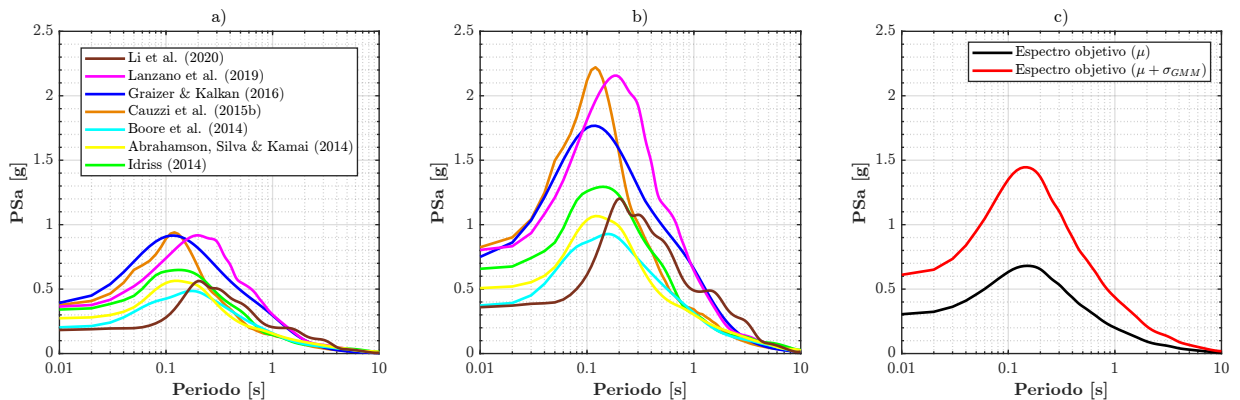 a)
2.5
2
1.5
1
0.5
0
PSa [g]
Li et al. (2020)
Lanzano et al. (2019)
Graizer & Kalkan (2016)
Cauzzi et al. (2015b)
Boore et al. (2014)
Abrahamson, Silva & Kamai (2014)
Idriss (2014)
0.01 0.1 1 10
Periodo [s]
b)
2.5
2
1.5
1
0.5
0
PSa [g]
0.01 0.1 1 10
Periodo [s]
c)
2.5
2
1.5
1
0.5
0
PSa [g]
Espectro objetivo (μ)
Espectro objetivo (μ + σGMM)
0.01 0.1 1 10
Periodo [s]